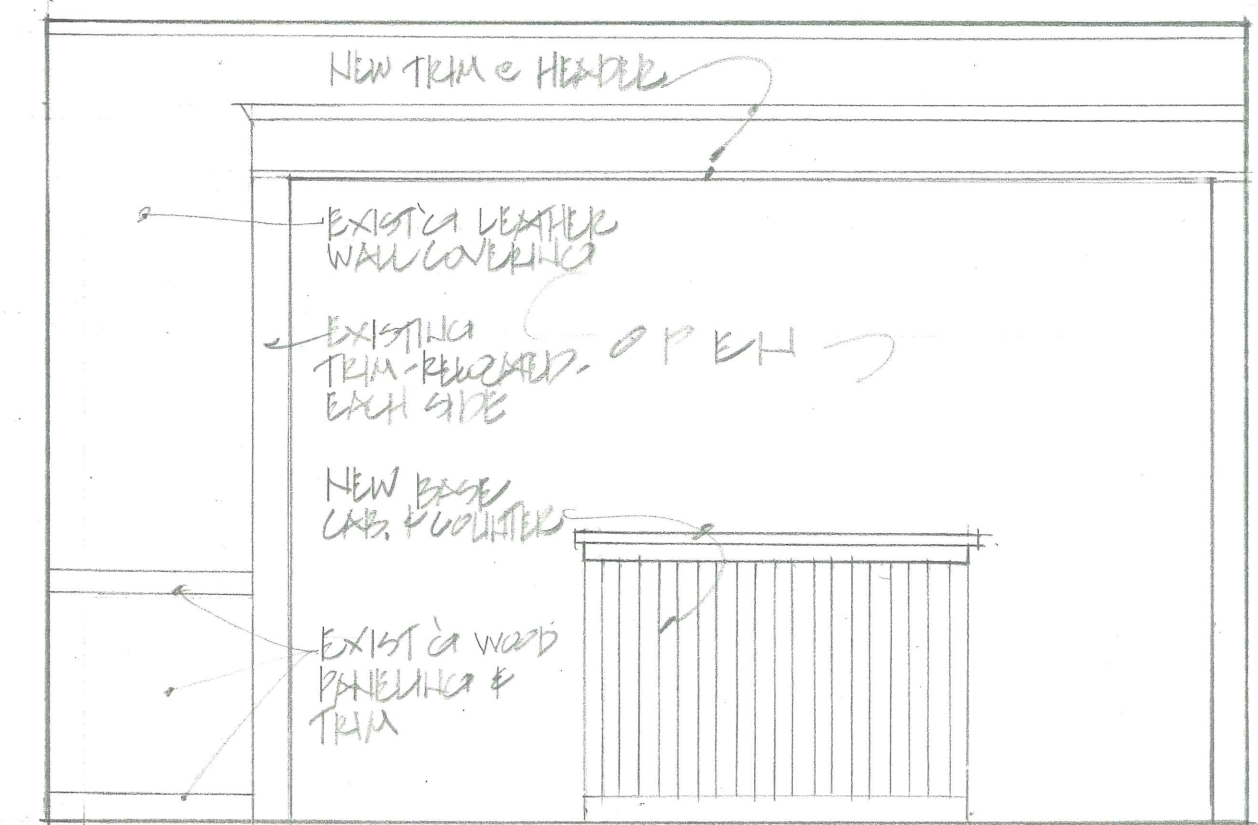 NEW TRIM @ HEADER
EXIST'G LEATHER
WALL COVERING
EXISTING
TRIM-RELOCATED-
EACH SIDE
OPEN
NEW BASE
CAB. & COUNTER
EXIST'G WOOD
PANELING &
TRIM